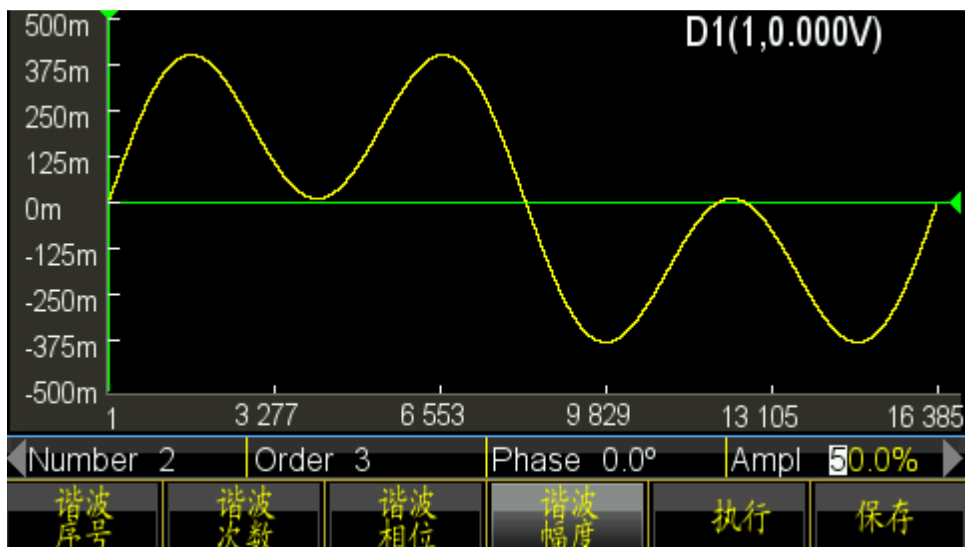 500m
D1(1,0.000V)
375m
250m
125m
0m
-125m
-250m
-375m
-500m
1 3 277 6 553 9 829 13 105 16 385
Number 2 Order 3 Phase 0.0º Ampl 50.0%
谐波 谐波 谐波 谐波 执行 保存
序号 次数 相位 幅度